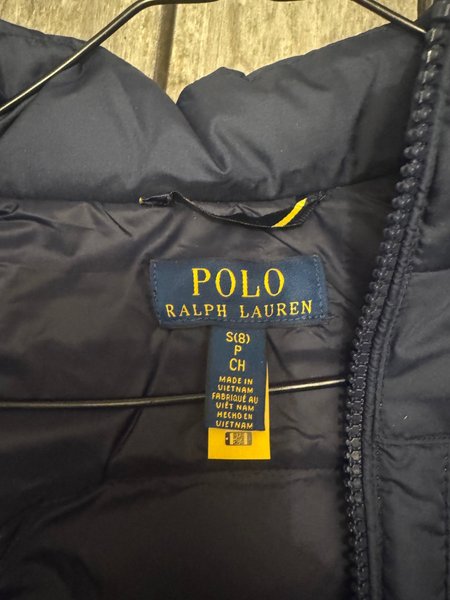 POLO
RALPH LAUREN
S(8)
P
CH
MADE IN
VIETNAM
FABRIQUÉ AU
VIÊT NAM
HECHO EN
VIETNAM